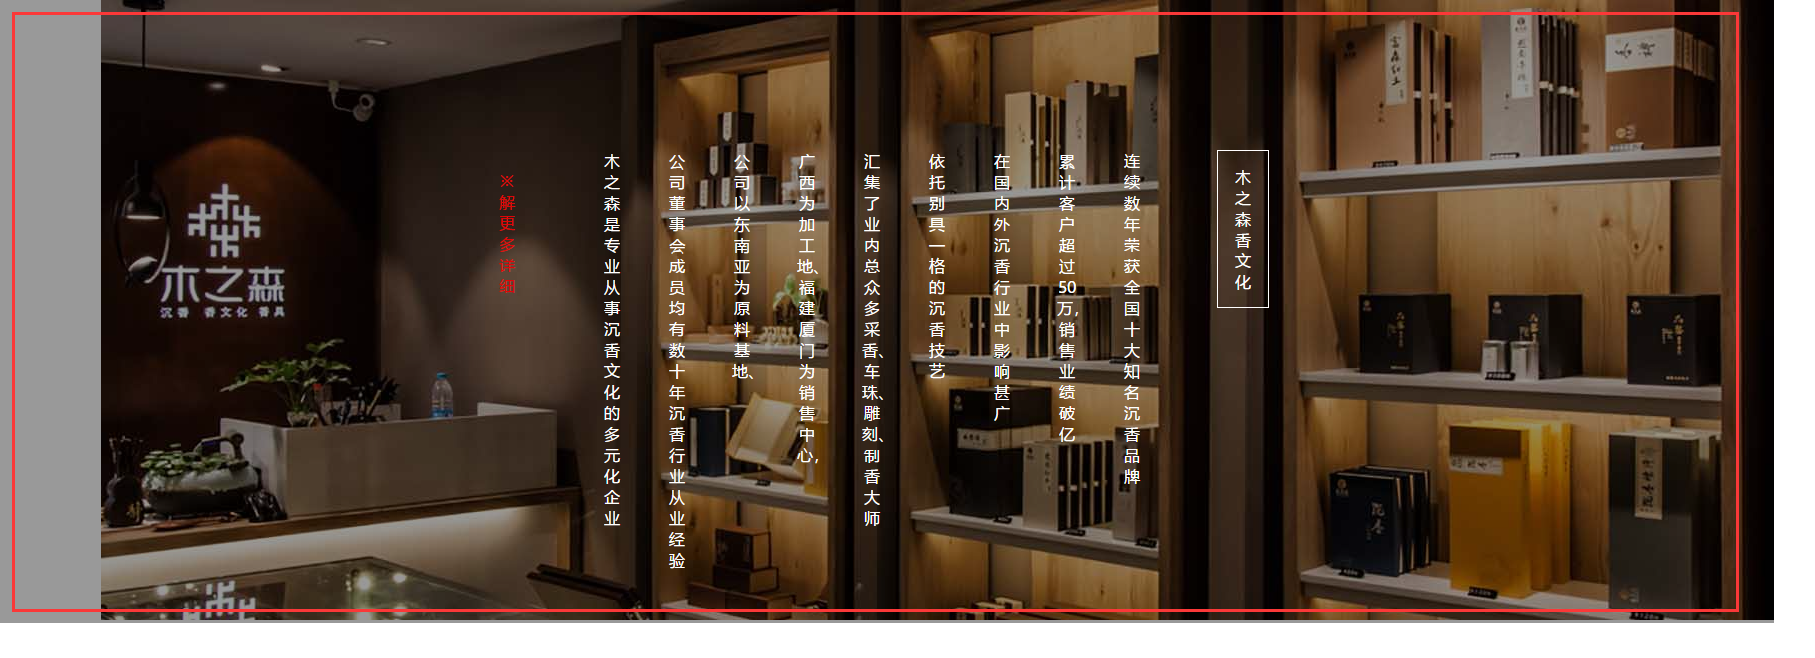 木之森
沉香 香文化 香具
木之森香文化
木之森是专业从事沉香文化的多元化企业
公司董事会成员均有数十年沉香行业从业经验
公司以东南亚为原料基地、
广西为加工地、福建厦门为销售中心,
汇集了业内总众多采香、车珠、雕刻、制香大师
依托别具一格的沉香技艺
在国内外沉香行业中影响甚广
累计客户超过50万,销售业绩破亿
连续数年荣获全国十大知名沉香品牌
※解更多详细